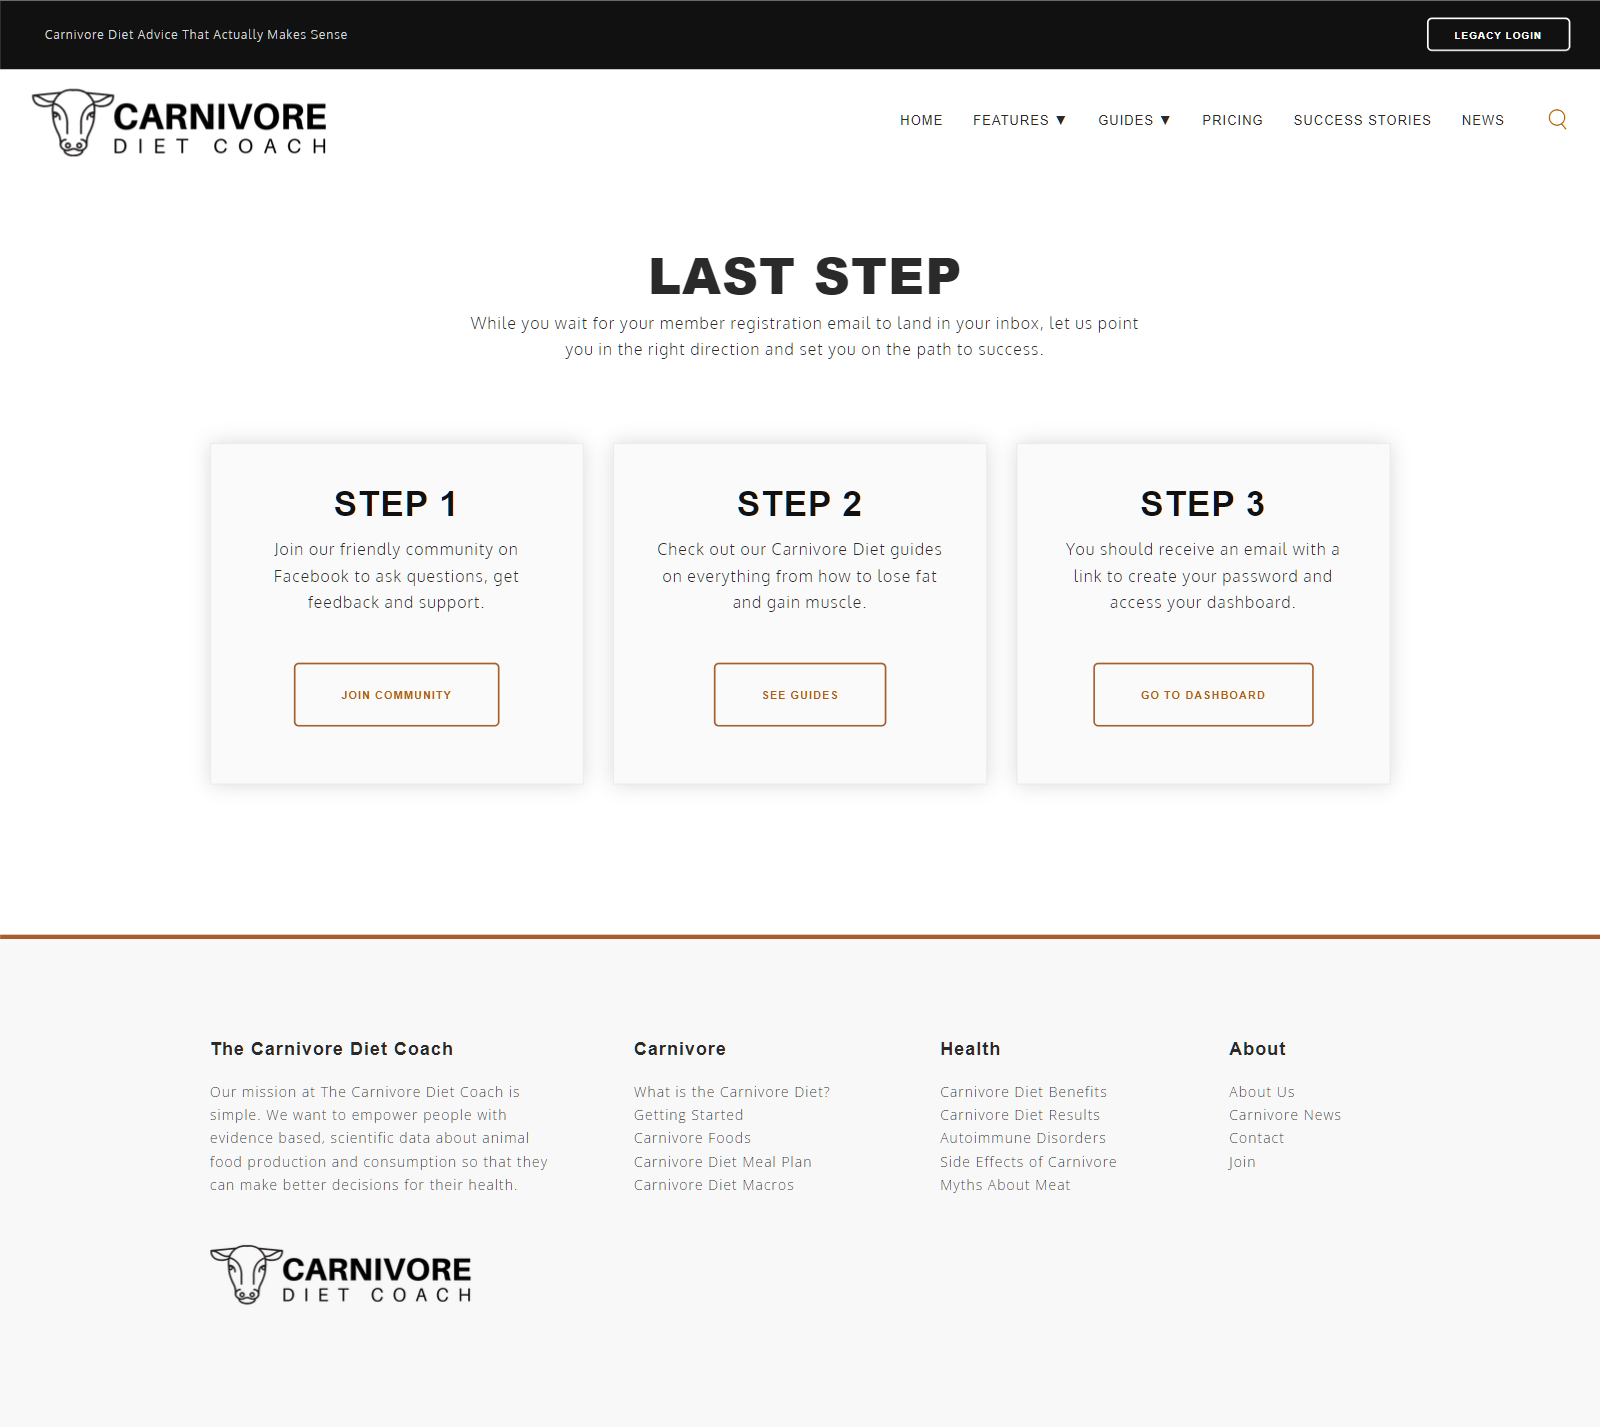 Carnivore Diet Advice That Actually Makes Sense
LEGACY LOGIN
CARNIVORE
DIET COACH
HOME FEATURES ▼ GUIDES ▼ PRICING SUCCESS STORIES NEWS
LAST STEP
While you wait for your member registration email to land in your inbox, let us point
you in the right direction and set you on the path to success.
STEP 1
Join our friendly community on
Facebook to ask questions, get
feedback and support.
JOIN COMMUNITY
STEP 2
Check out our Carnivore Diet guides
on everything from how to lose fat
and gain muscle.
SEE GUIDES
STEP 3
You should receive an email with a
link to create your password and
access your dashboard.
GO TO DASHBOARD
The Carnivore Diet Coach
Our mission at The Carnivore Diet Coach is
simple. We want to empower people with
evidence based, scientific data about animal
food production and consumption so that they
can make better decisions for their health.
CARNIVORE
DIET COACH
Carnivore
What is the Carnivore Diet?
Getting Started
Carnivore Foods
Carnivore Diet Meal Plan
Carnivore Diet Macros
Health
Carnivore Diet Benefits
Carnivore Diet Results
Autoimmune Disorders
Side Effects of Carnivore
Myths About Meat
About
About Us
Carnivore News
Contact
Join